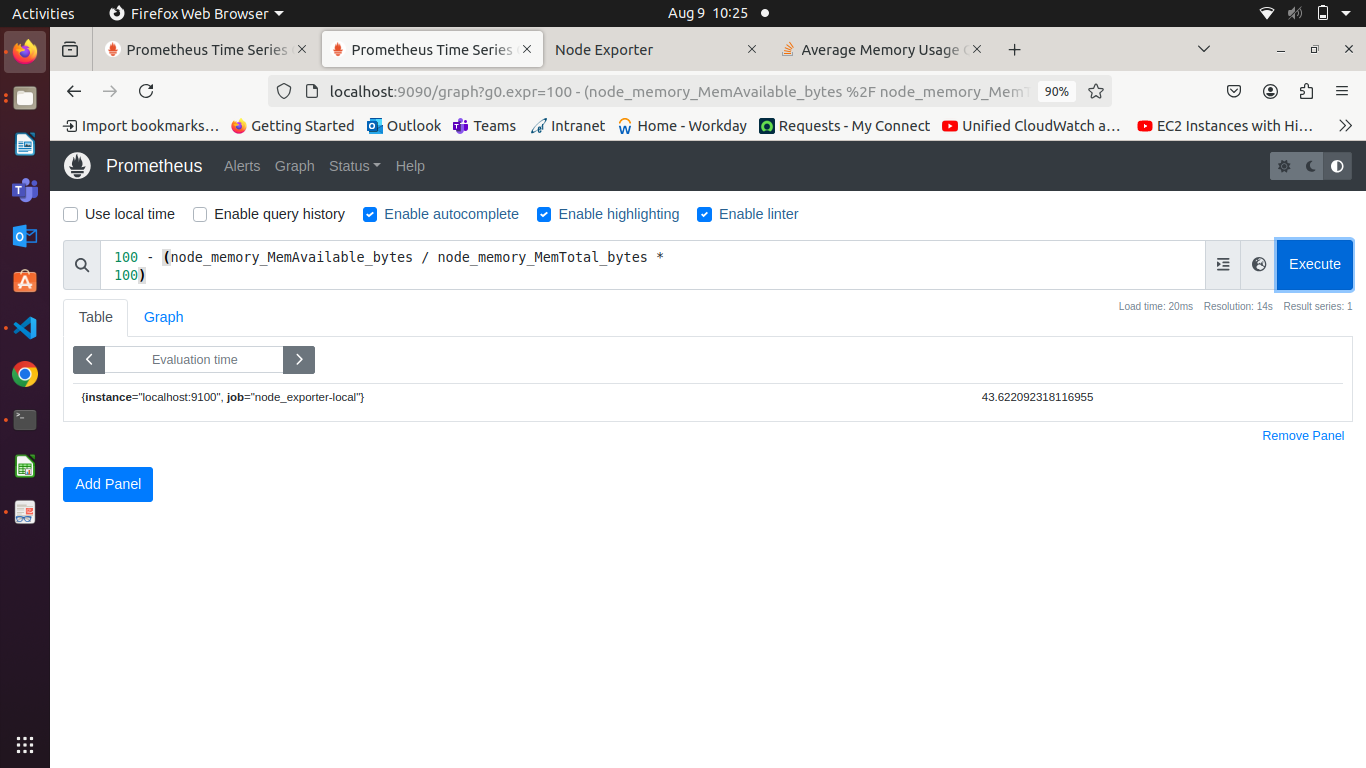 Activities
Firefox Web Browser
Aug 9 10:25
Prometheus Time Series
Prometheus Time Series
Node Exporter
Average Memory Usage
localhost:9090/graph?g0.expr=100 - (node_memory_MemAvailable_bytes %2F node_memory_MemT
90%
Import bookmarks…
Getting Started
Outlook
Teams
Intranet
Home - Workday
Requests - My Connect
Unified CloudWatch a…
EC2 Instances with Hi…
Prometheus
Alerts
Graph
Status
Help
Use local time
Enable query history
Enable autocomplete
Enable highlighting
Enable linter
100 - (node_memory_MemAvailable_bytes / node_memory_MemTotal_bytes *
100)
Execute
Table
Graph
Load time: 20ms
Resolution: 14s
Result series: 1
Evaluation time
{instance="localhost:9100", job="node_exporter-local"}
43.622092318116955
Remove Panel
Add Panel